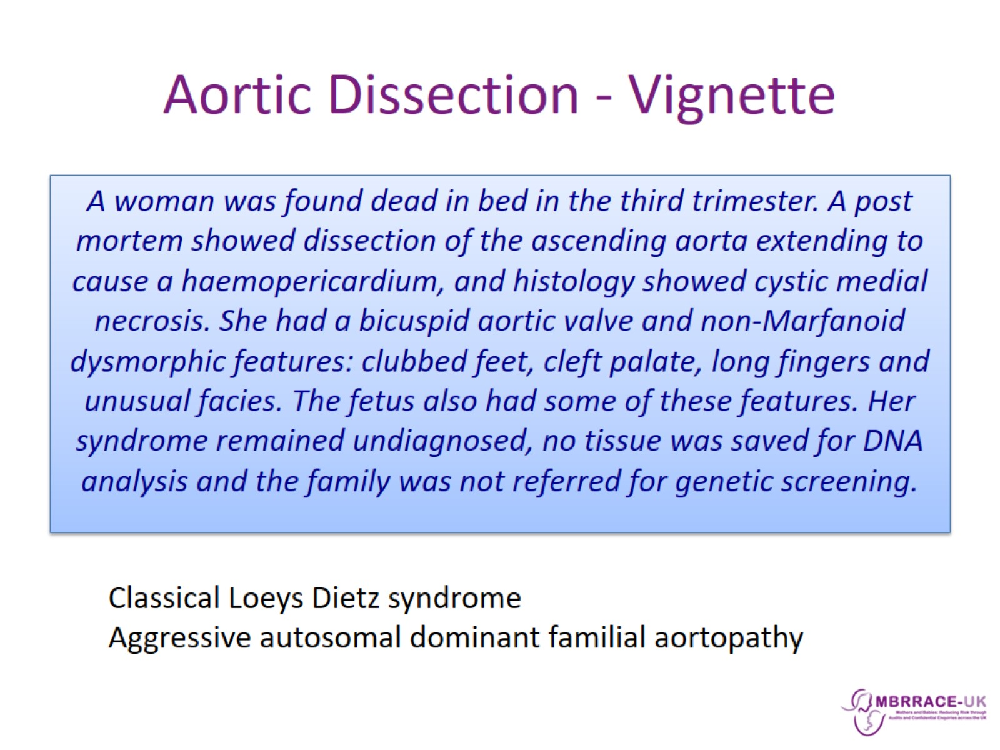 Aortic Dissection - Vignette
A woman was found dead in bed in the third trimester. A post
mortem showed dissection of the ascending aorta extending to
cause a haemopericardium, and histology showed cystic medial
necrosis. She had a bicuspid aortic valve and non-Marfanoid
dysmorphic features: clubbed feet, cleft palate, long fingers and
unusual facies. The fetus also had some of these features. Her
syndrome remained undiagnosed, no tissue was saved for DNA
analysis and the family was not referred for genetic screening.
Classical Loeys Dietz syndrome
Aggressive autosomal dominant familial aortopathy
MBRRACE-UK
Mothers and Babies: Reducing Risk through
Audits and Confidential Enquiries across the UK